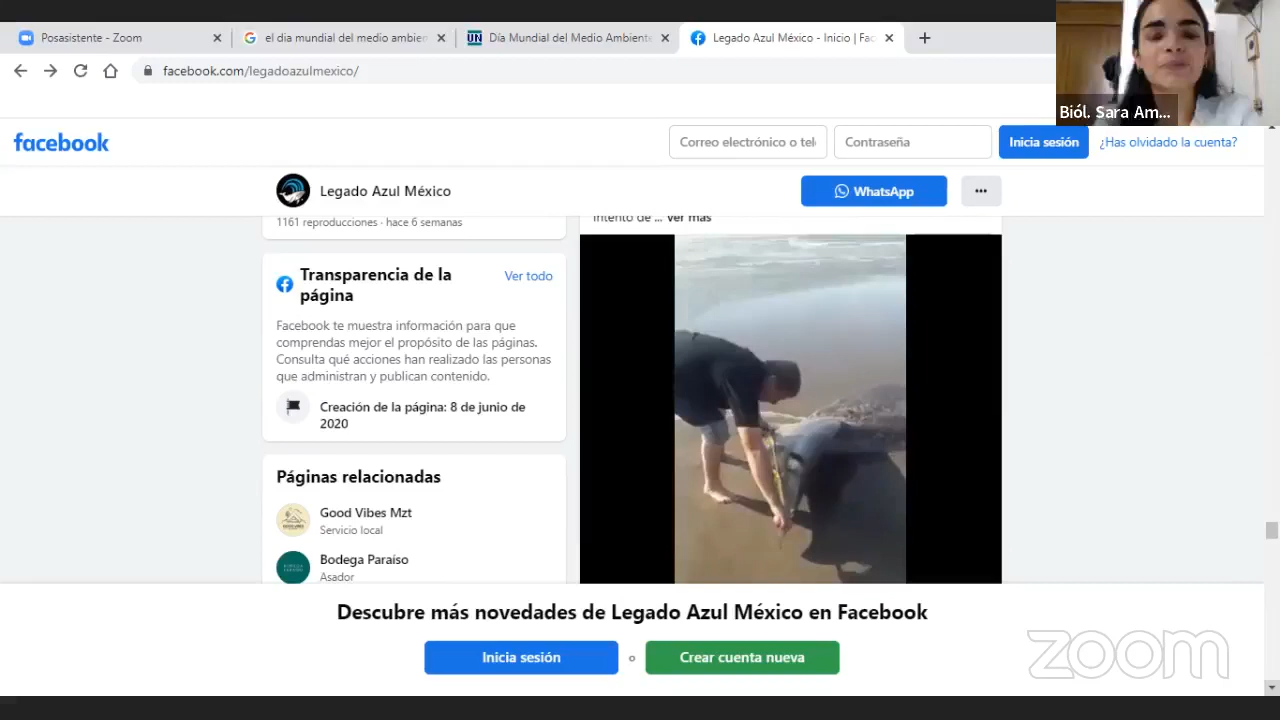 Posasistente - Zoom
el dia mundial del medio ambien
UN Día Mundial del Medio Ambiente
Legado Azul México - Inicio | Fac
facebook.com/legadoazulmexico/
Biól. Sara Am...
facebook
Correo electrónico o tel
Contraseña
Inicia sesión
¿Has olvidado la cuenta?
Legado Azul México
WhatsApp
1161 reproducciones · hace 6 semanas
intento de ... Ver más
Transparencia de la
página
Ver todo
Facebook te muestra información para que
comprendas mejor el propósito de las páginas.
Consulta qué acciones han realizado las personas
que administran y publican contenido.
Creación de la página: 8 de junio de
2020
Páginas relacionadas
Good Vibes Mzt
Servicio local
Bodega Paraíso
Asador
Descubre más novedades de Legado Azul México en Facebook
Inicia sesión
o
Crear cuenta nueva
zoom